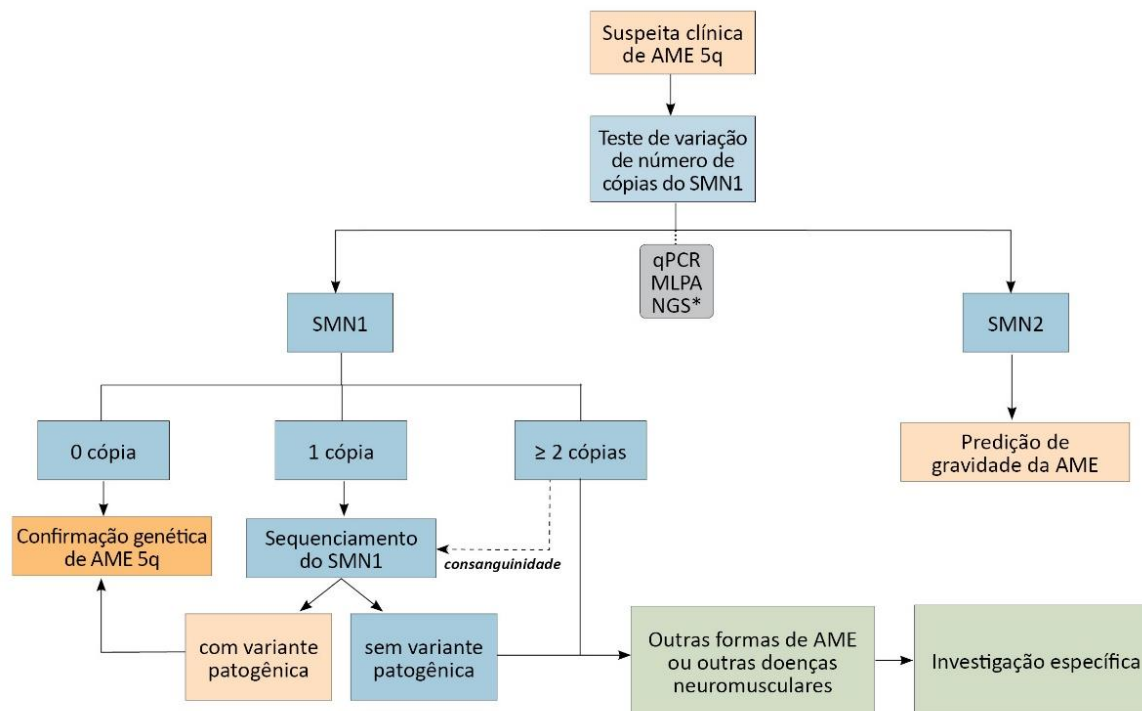 Suspeita clínica
de AME 5q
Teste de variação
de número de
cópias do SMN1
qPCR
MLPA
NGS*
SMN1
SMN2
0 cópia
1 cópia
≥ 2 cópias
Predição de
gravidade da AME
Confirmação genética
de AME 5q
Sequenciamento
do SMN1
consanguinidade
com variante
patogênica
sem variante
patogênica
Outras formas de AME
ou outras doenças
neuromusculares
Investigação específica